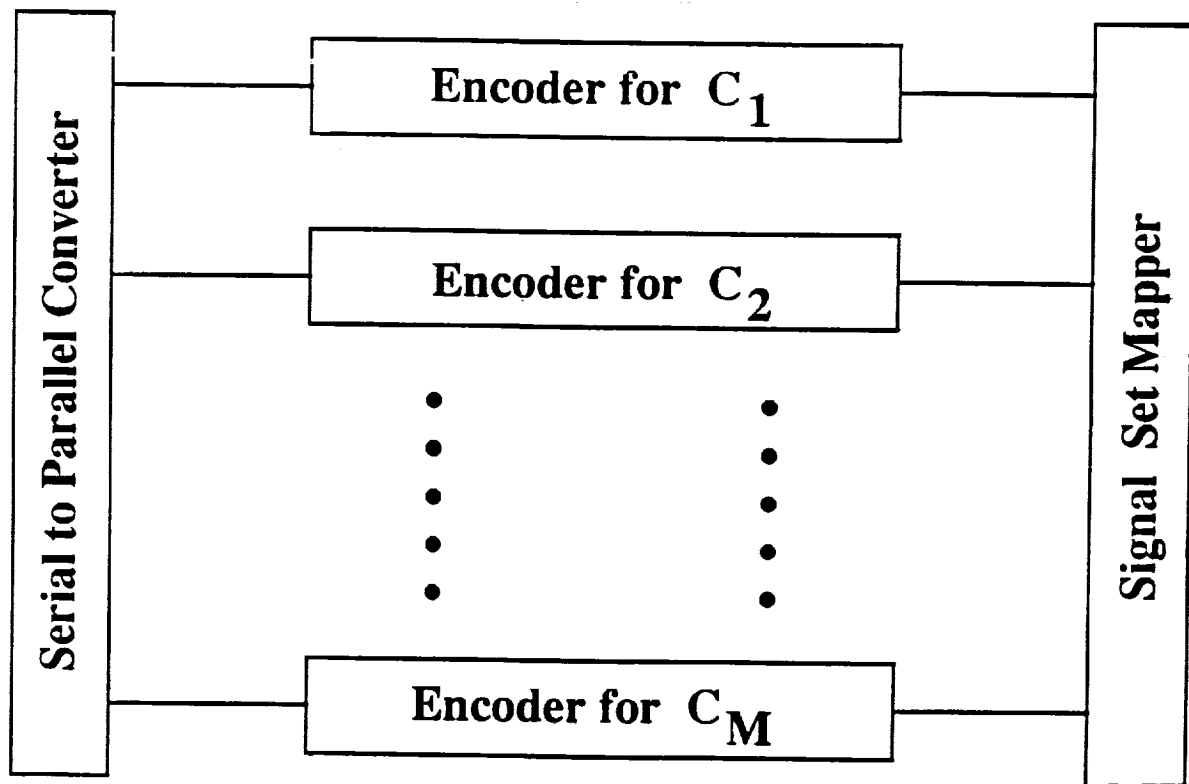 Serial to Parallel Converter
Encoder for C1
Encoder for C2
Encoder for CM
Signal Set Mapper